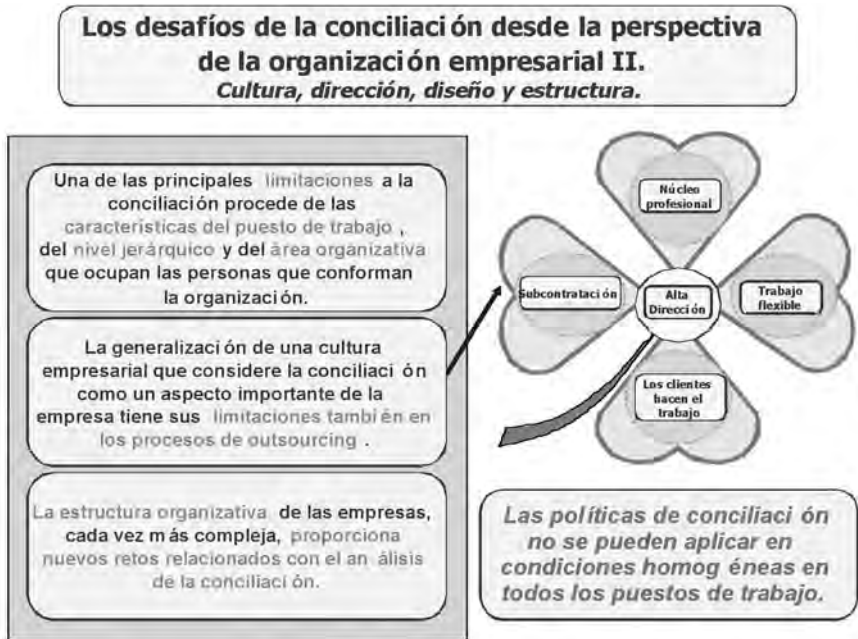 Los desafíos de la conciliación desde la perspectiva
de la organización empresarial II.
Cultura, dirección, diseño y estructura.
Una de las principales limitaciones a la
conciliación procede de las
características del puesto de trabajo ,
del nivel jerárquico y del área organizativa
que ocupan las personas que conforman
la organización.
La generalización de una cultura
empresarial que considere la conciliación
como un aspecto importante de la
empresa tiene sus limitaciones también en
los procesos de outsourcing .
La estructura organizativa de las empresas,
cada vez más compleja, proporciona
nuevos retos relacionados con el análisis
de la conciliación.
Núcleo
profesional
Subcontratación
Alta
Dirección
Trabajo
flexible
Los clientes
hacen el
trabajo
Las políticas de conciliación
no se pueden aplicar en
condiciones homogéneas en
todos los puestos de trabajo.